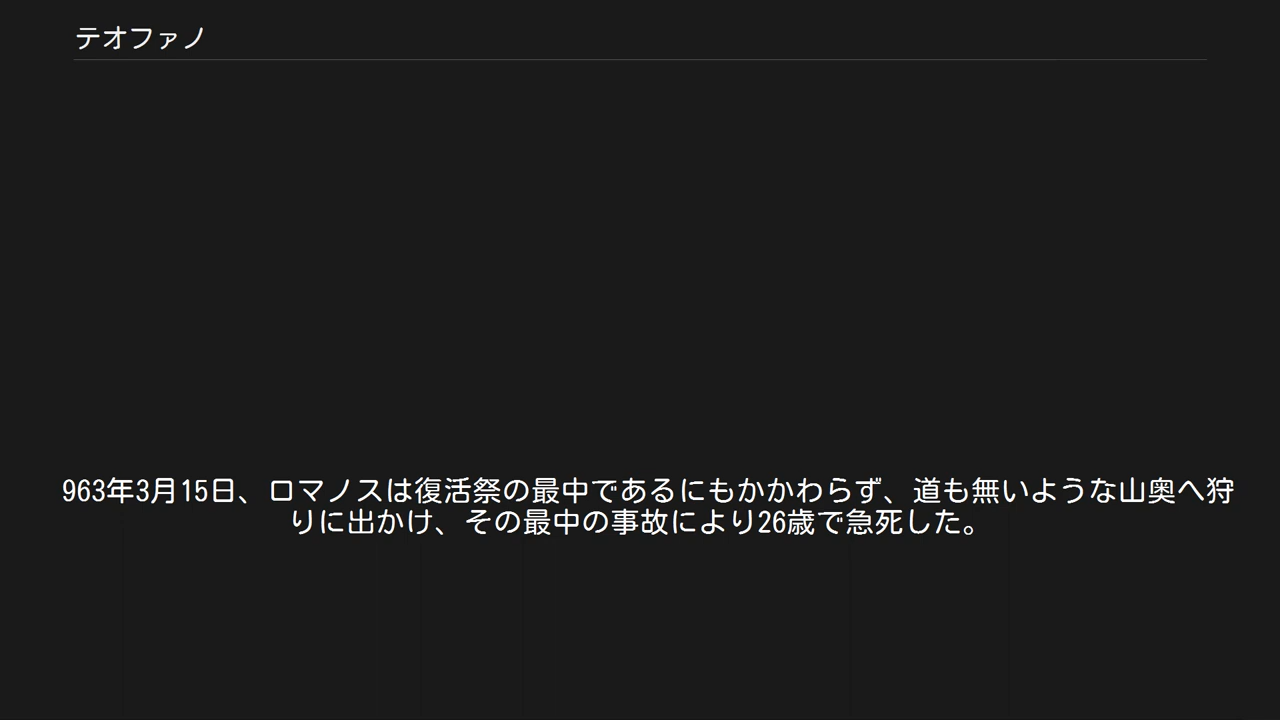 テオファノ
963年3月15日、ロマノスは復活祭の最中であるにもかかわらず、道も無いような山奥へ狩
りに出かけ、その最中の事故により26歳で急死した。